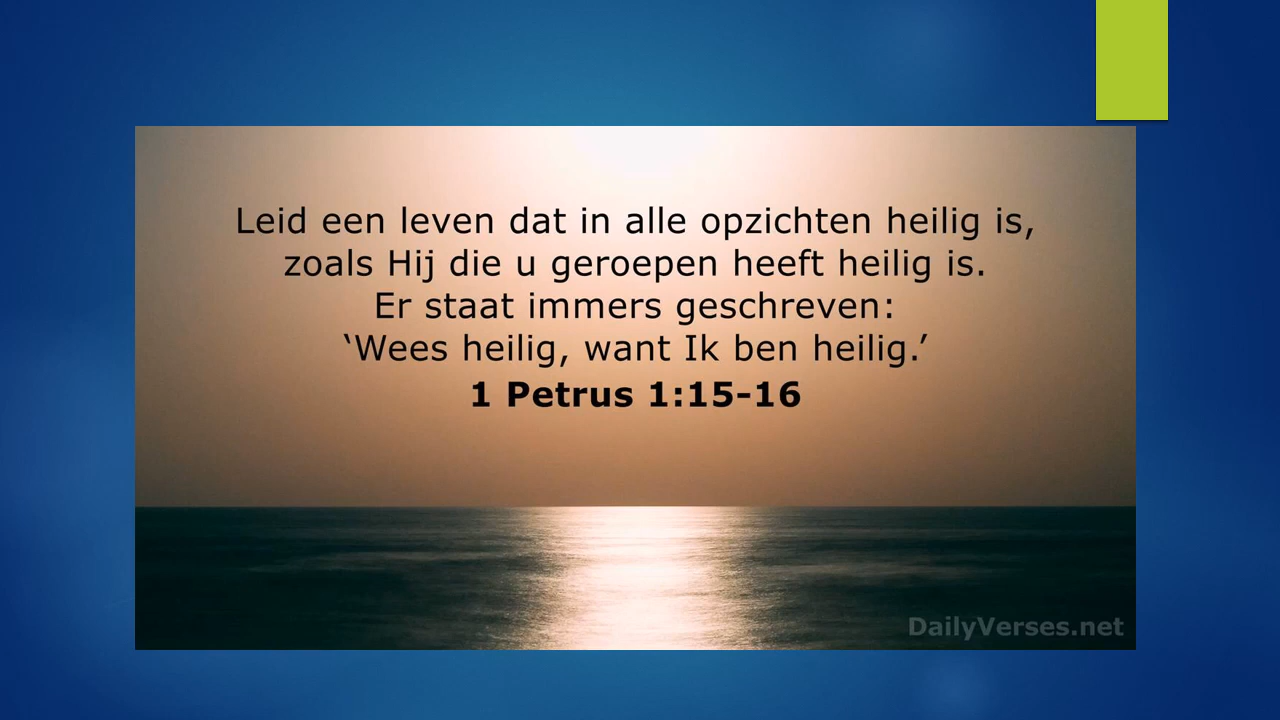 Leid een leven dat in alle opzichten heilig is,
zoals Hij die u geroepen heeft heilig is.
Er staat immers geschreven:
‘Wees heilig, want Ik ben heilig.’
1 Petrus 1:15-16
DailyVerses.net